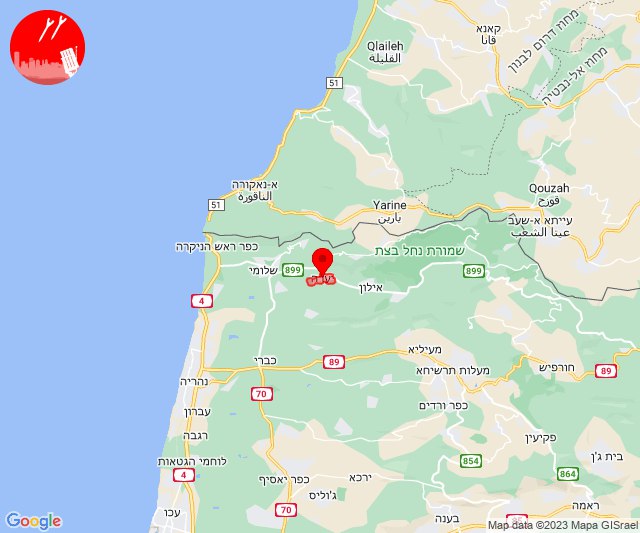 Qlaileh
القليلة
קאנא
قانا
מחוז דרום לבנון
מחוז אל-נבטיה
51
א-נאקורה
الناقورة
51
Yarine
يارين
Qouzah
قوزح
עייתא א-שעב
عيتا الشعب
כפר ראש הניקרה
שמורת נחל בצת
899
שלומי
899
אילון
4
מעיליא
89
כברי
89
חורפיש
מעלות תרשיחא
נהריה
70
כפר ורדים
עברון
רגבה
פקיעין
בית ג'ן
לוחמי הגטאות
854
864
4
ירכא
כפר יאסיף
ג'וליס
ראמה
70
עכו
בענה
Google
Map data ©2023 Mapa GISrael